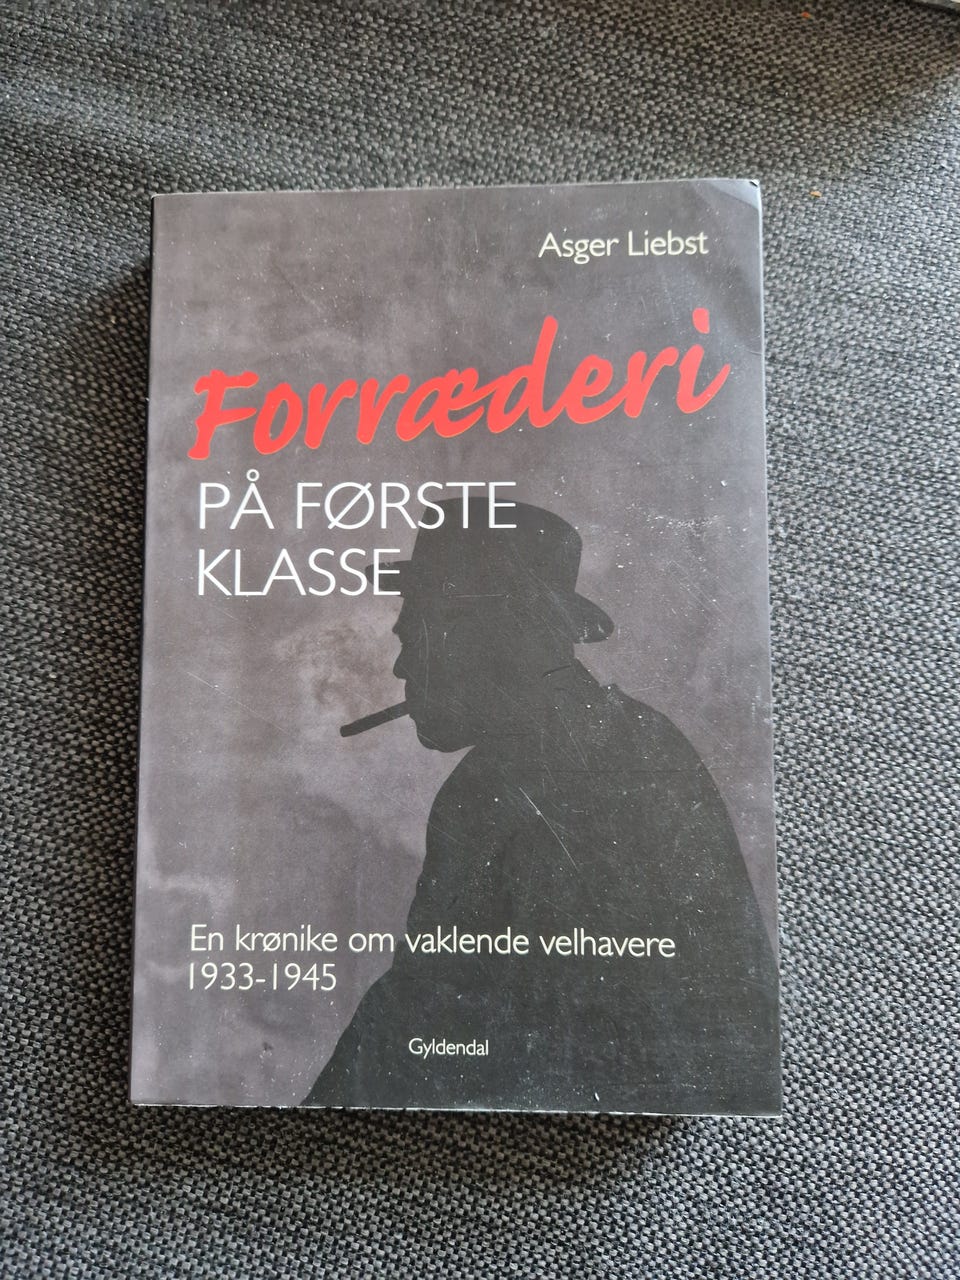 Asger Liebst
Forræderi
PÅ FØRSTE
KLASSE
En krønike om vaklende velhavere
1933-1945
Gyldendal